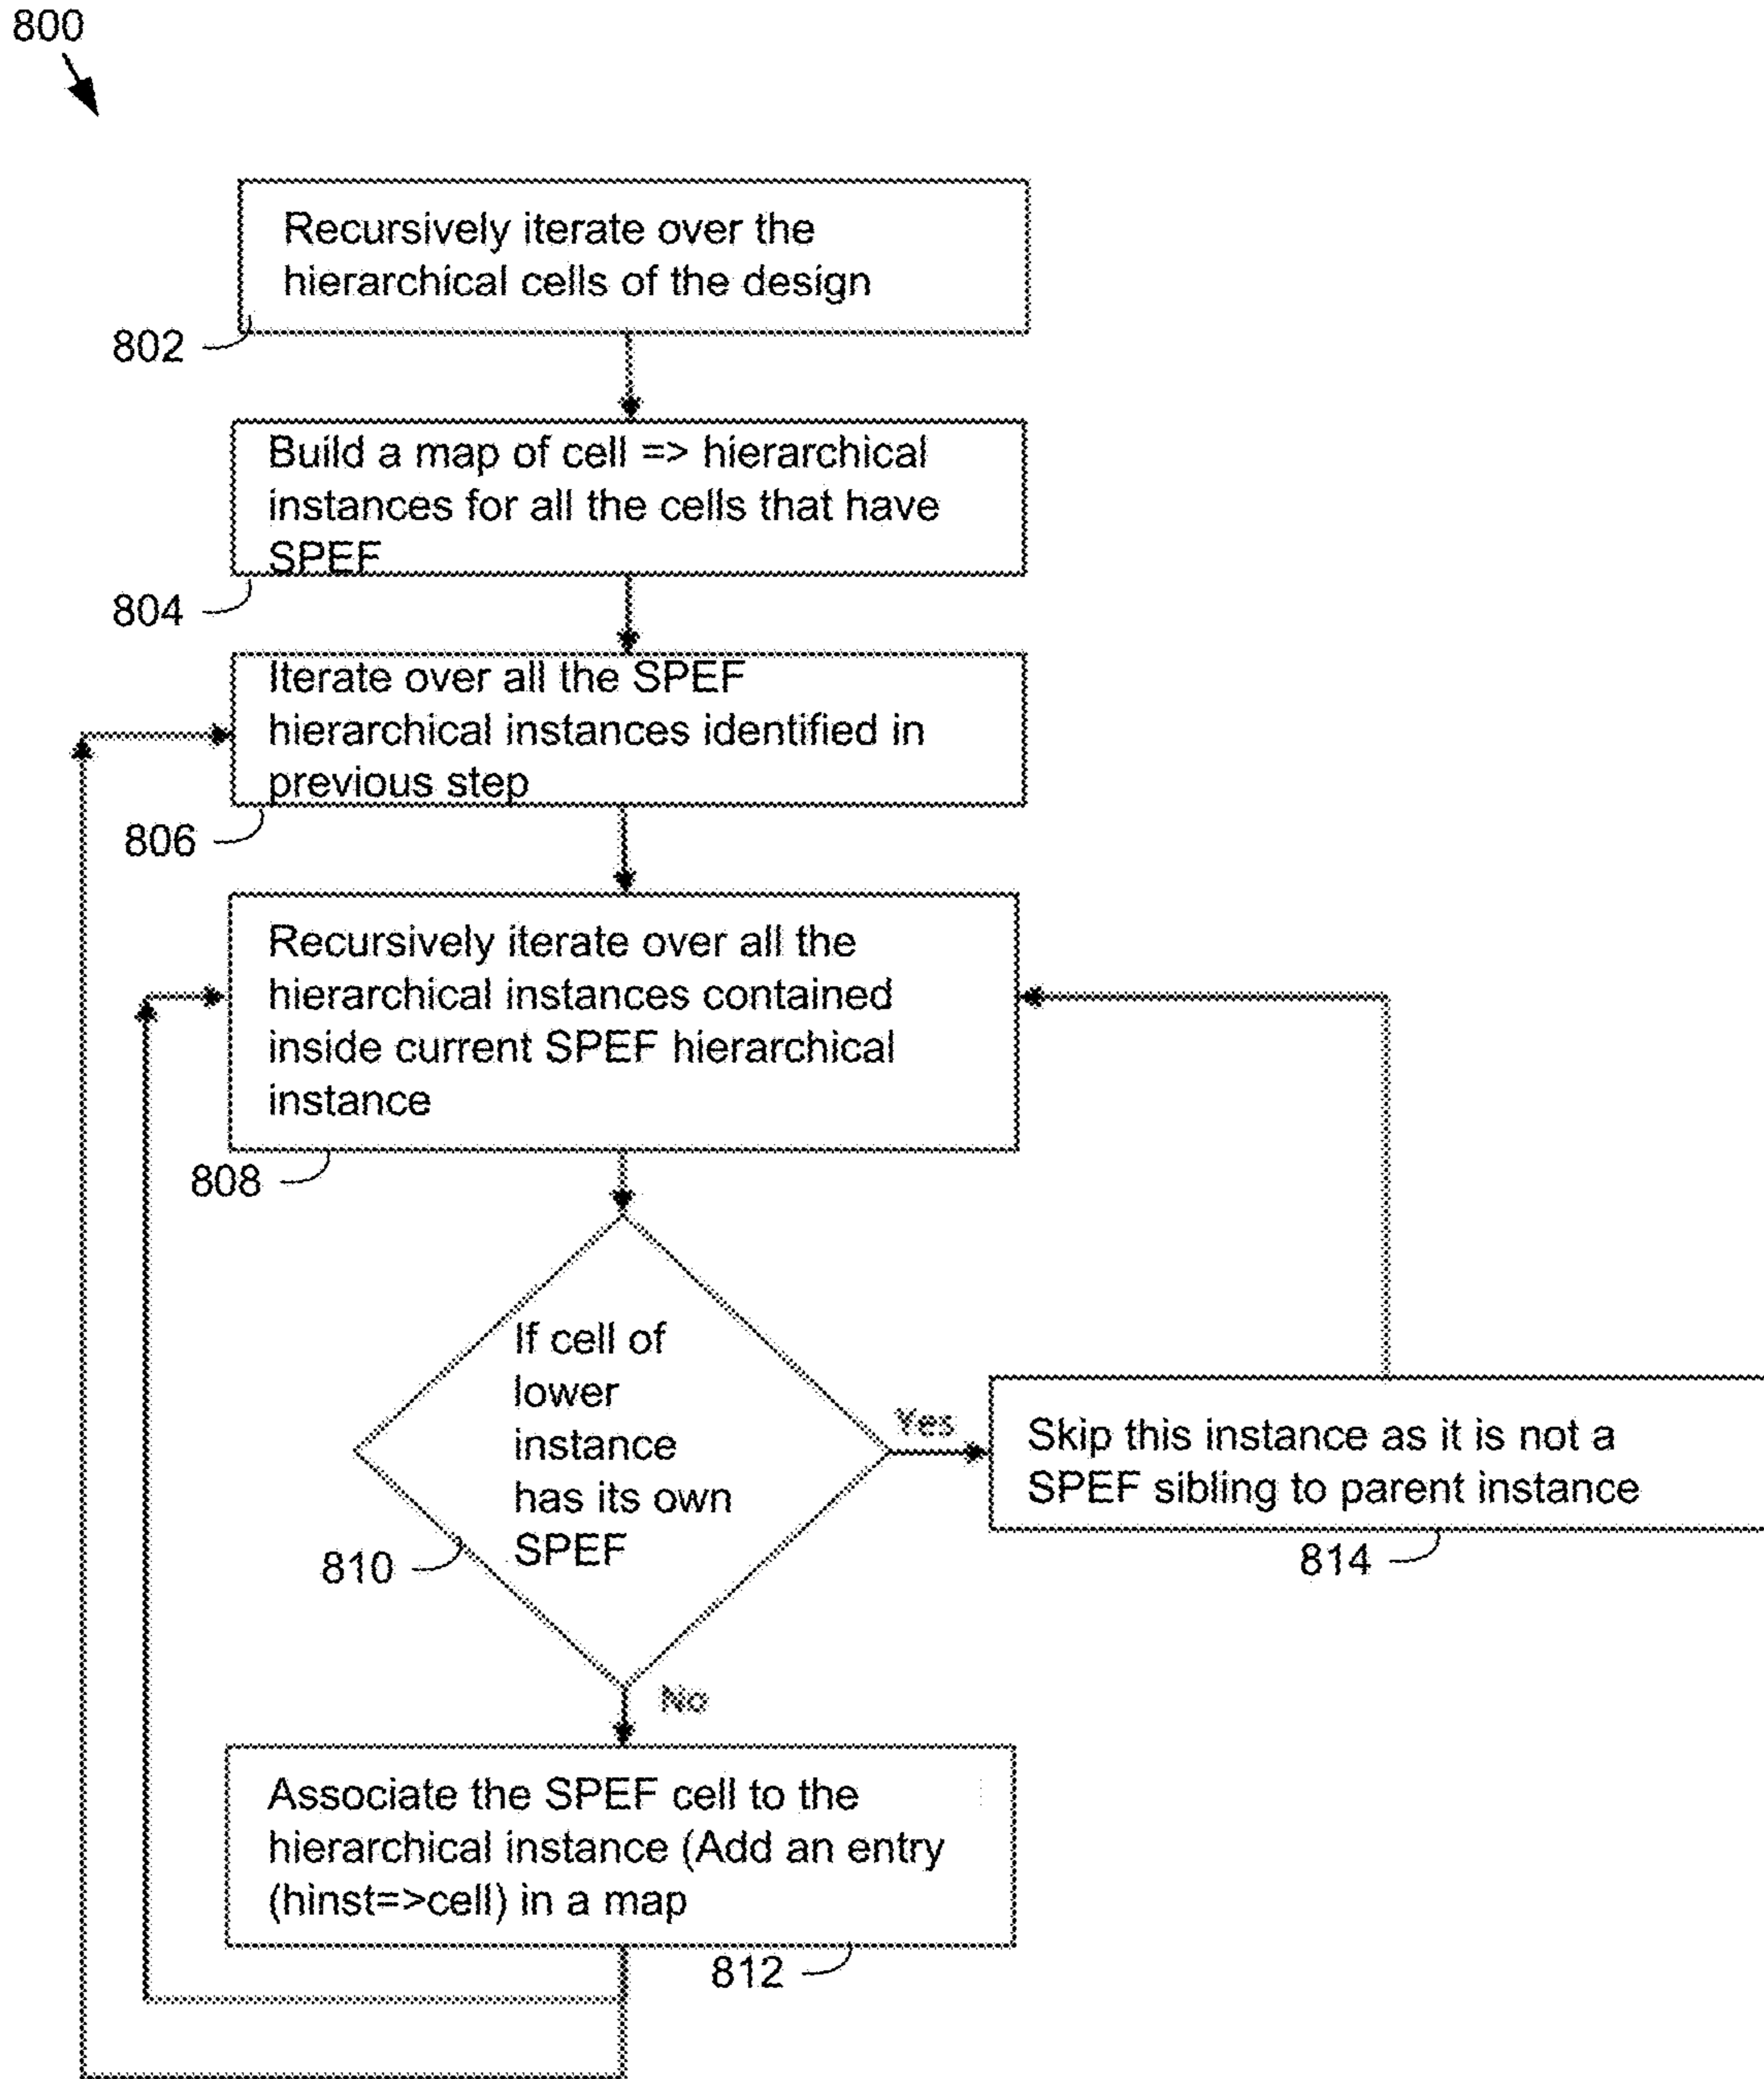 800
Recursively iterate over the
hierarchical cells of the design
802
Build a map of cell => hierarchical
instances for all the cells that have
SPEF
804
Iterate over all the SPEF
hierarchical instances identified in
previous step
806
Recursively iterate over all the
hierarchical instances contained
inside current SPEF hierarchical
instance
808
If cell of
lower
instance
has its own
SPEF
810
Yes
Skip this instance as it is not a
SPEF sibling to parent instance
814
No
Associate the SPEF cell to the
hierarchical instance (Add an entry
(hinst=>cell) in a map
812